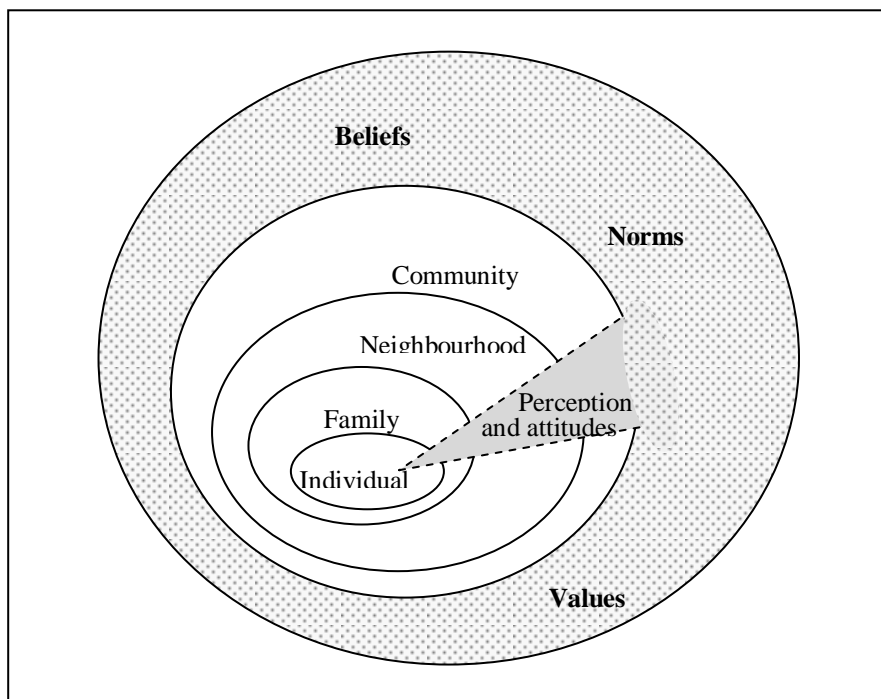 Beliefs
Norms
Community
Neighbourhood
Family
Perception
and attitudes
Individual
Values